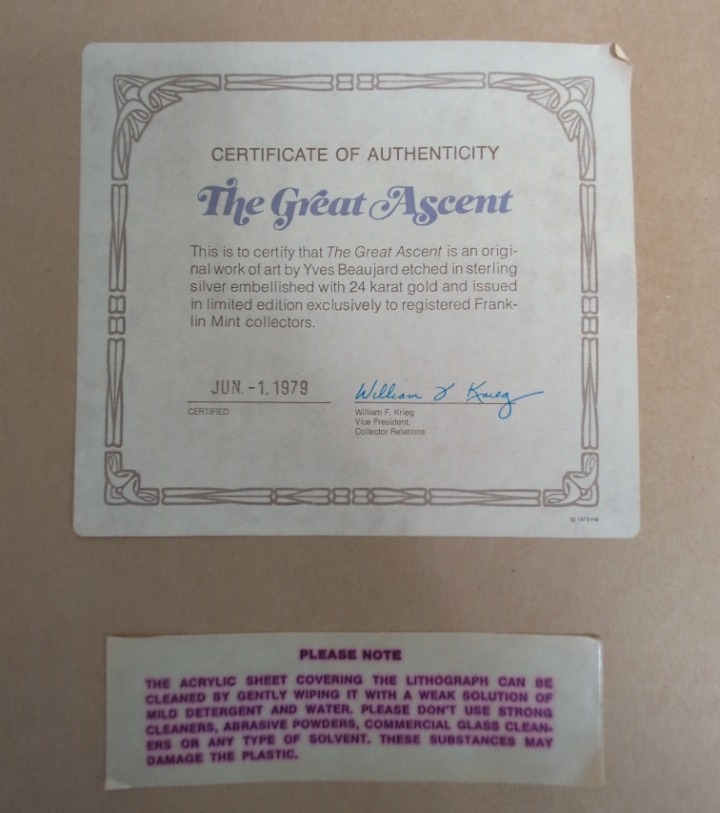 CERTIFICATE OF AUTHENTICITY
The Great Ascent
This is to certify that The Great Ascent is an origi-
nal work of art by Yves Beaujard etched in sterling
silver embellished with 24 karat gold and issued
in limited edition exclusively to registered Frank-
lin Mint collectors.
JUN. -1. 1979
William F Krieg
CERTIFIED
William F. Krieg
Vice President,
Collector Relations
PLEASE NOTE
THE ACRYLIC SHEET COVERING THE LITHOGRAPH CAN BE
CLEANED BY GENTLY WIPING IT WITH A WEAK SOLUTION OF
MILD DETERGENT AND WATER. PLEASE DON'T USE STRONG
CLEANERS, ABRASIVE POWDERS, COMMERCIAL GLASS CLEAN-
ERS OR ANY TYPE OF SOLVENT. THESE SUBSTANCES MAY
DAMAGE THE PLASTIC.